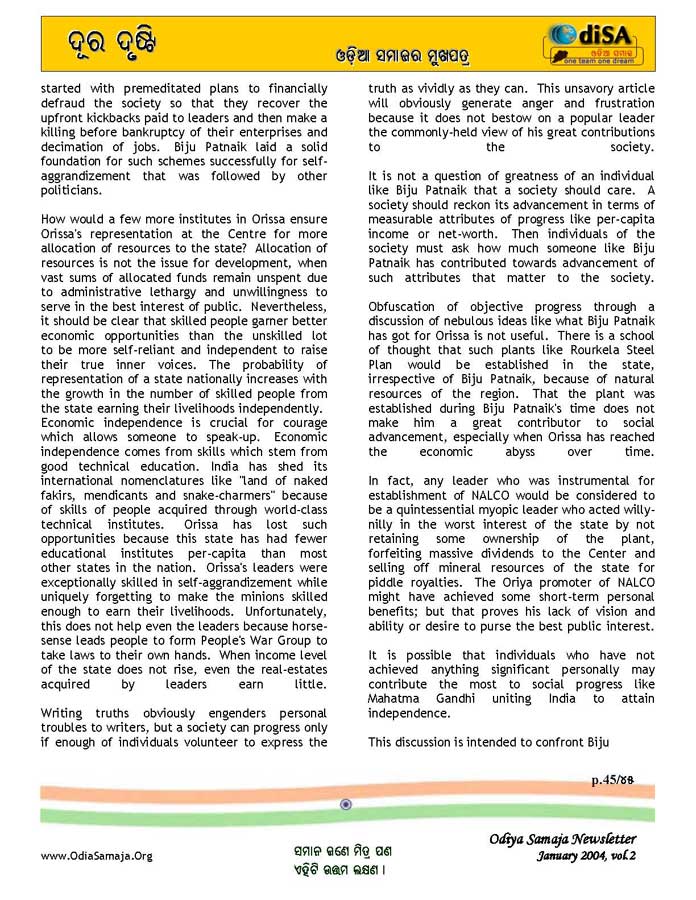 ଦୂର ଦୃଷ୍ଟି
ଓଡ଼ିଆ ସମାଜର ମୁଖପତ୍ର
diSA
ଓଡ଼ିଆ ସମାଜ
one team one dream
started with premeditated plans to financially
defraud the society so that they recover the
upfront kickbacks paid to leaders and then make a
killing before bankruptcy of their enterprises and
decimation of jobs. Biju Patnaik laid a solid
foundation for such schemes successfully for self-
aggrandizement that was followed by other
politicians.
How would a few more institutes in Orissa ensure
Orissa's representation at the Centre for more
allocation of resources to the state? Allocation of
resources is not the issue for development, when
vast sums of allocated funds remain unspent due
to administrative lethargy and unwillingness to
serve in the best interest of public. Nevertheless,
it should be clear that skilled people garner better
economic opportunities than the unskilled lot
to be more self-reliant and independent to raise
their true inner voices. The probability of
representation of a state nationally increases with
the growth in the number of skilled people from
the state earning their livelihoods independently.
Economic independence is crucial for courage
which allows someone to speak-up. Economic
independence comes from skills which stem from
good technical education. India has shed its
international nomenclatures like "land of naked
fakirs, mendicants and snake-charmers" because
of skills of people acquired through world-class
technical institutes. Orissa has lost such
opportunities because this state has had fewer
educational institutes per-capita than most
other states in the nation. Orissa's leaders were
exceptionally skilled in self-aggrandizement while
uniquely forgetting to make the minions skilled
enough to earn their livelihoods. Unfortunately,
this does not help even the leaders because horse-
sense leads people to form People's War Group to
take laws to their own hands. When income level
of the state does not rise, even the real-estates
acquired by leaders earn little.
Writing truths obviously engenders personal
troubles to writers, but a society can progress only
if enough of individuals volunteer to express the
truth as vividly as they can. This unsavory article
will obviously generate anger and frustration
because it does not bestow on a popular leader
the commonly-held view of his great contributions
to the society.
It is not a question of greatness of an individual
like Biju Patnaik that a society should care. A
society should reckon its advancement in terms of
measurable attributes of progress like per-capita
income or net-worth. Then individuals of the
society must ask how much someone like Biju
Patnaik has contributed towards advancement of
such attributes that matter to the society.
Obfuscation of objective progress through a
discussion of nebulous ideas like what Biju Patnaik
has got for Orissa is not useful. There is a school
of thought that such plants like Rourkela Steel
Plan would be established in the state,
irrespective of Biju Patnaik, because of natural
resources of the region. That the plant was
established during Biju Patnaik's time does not
make him a great contributor to social
advancement, especially when Orissa has reached
the economic abyss over time.
In fact, any leader who was instrumental for
establishment of NALCO would be considered to
be a quintessential myopic leader who acted willy-
nilly in the worst interest of the state by not
retaining some ownership of the plant,
forfeiting massive dividends to the Center and
selling off mineral resources of the state for
piddle royalties. The Oriya promoter of NALCO
might have achieved some short-term personal
benefits; but that proves his lack of vision and
ability or desire to purse the best public interest.
It is possible that individuals who have not
achieved anything significant personally may
contribute the most to social progress like
Mahatma Gandhi uniting India to attain
independence.
This discussion is intended to confront Biju
p.45/
www.OdiaSamaja.Org
ସମାଜ ଜଣେ ମିତ୍ର ପଣ
ଏହିଟି ଉତ୍ତମ ଲକ୍ଷଣ ।
Odiya Samaja Newsletter
January 2004, vol.2